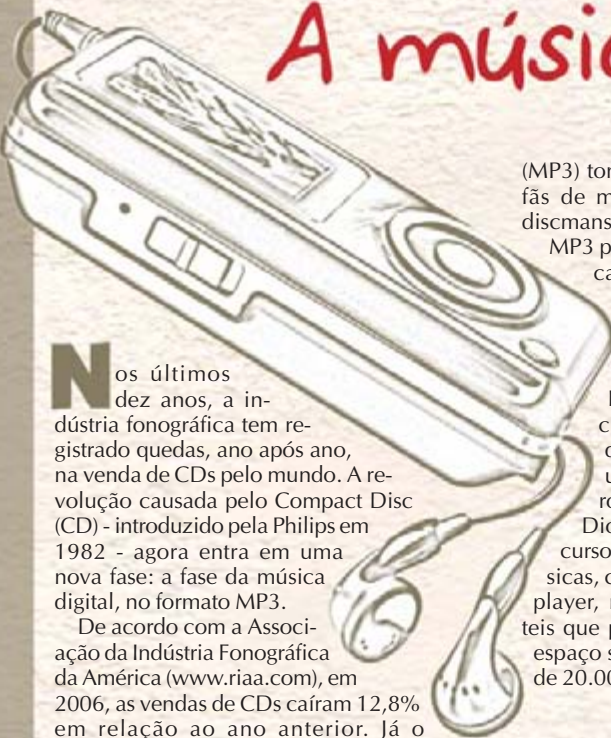 A músi
Nos últimos
dez anos, a in-
dústria fonográfica tem re-
gistrado quedas, ano após ano,
na venda de CDs pelo mundo. A re-
volução causada pelo Compact Disc
(CD) - introduzido pela Philips em
1982 - agora entra em uma
nova fase: a fase da música
digital, no formato MP3.
De acordo com a Associ-
ação da Indústria Fonográfica
da América (www.riaa.com), em
2006, as vendas de CDs caíram 12,8%
em relação ao ano anterior. Já o
(MP3) tor
fãs de m
discmans
MP3 p
ca
Dic
curso
sicas, c
player,
teis que p
espaço s
de 20.00